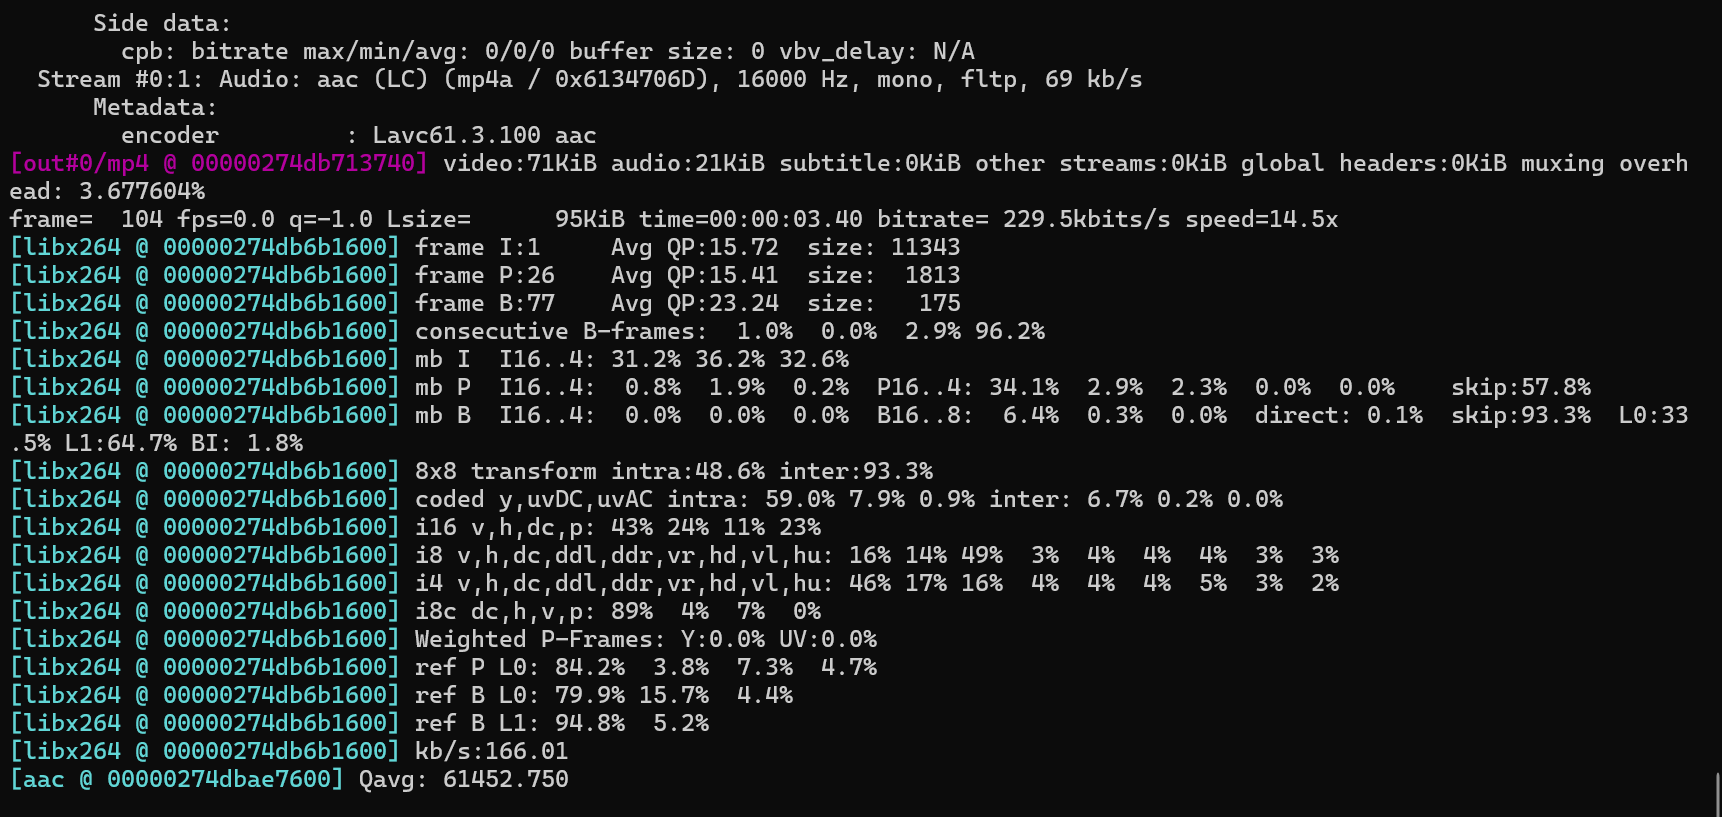 Side data:
cpb: bitrate max/min/avg: 0/0/0 buffer size: 0 vbv_delay: N/A
Stream #0:1: Audio: aac (LC) (mp4a / 0x6134706D), 16000 Hz, mono, fltp, 69 kb/s
Metadata:
encoder         : Lavc61.3.100 aac
[out#0/mp4 @ 00000274db713740] video:71KiB audio:21KiB subtitle:0KiB other streams:0KiB global headers:0KiB muxing overh
ead: 3.677604%
frame=  104 fps=0.0 q=-1.0 Lsize=      95KiB time=00:00:03.40 bitrate= 229.5kbits/s speed=14.5x
[libx264 @ 00000274db6b1600] frame I:1     Avg QP:15.72  size: 11343
[libx264 @ 00000274db6b1600] frame P:26    Avg QP:15.41  size:  1813
[libx264 @ 00000274db6b1600] frame B:77    Avg QP:23.24  size:   175
[libx264 @ 00000274db6b1600] consecutive B-frames:  1.0%  0.0%  2.9% 96.2%
[libx264 @ 00000274db6b1600] mb I  I16..4: 31.2% 36.2% 32.6%
[libx264 @ 00000274db6b1600] mb P  I16..4:  0.8%  1.9%  0.2%  P16..4: 34.1%  2.9%  2.3%  0.0%  0.0%    skip:57.8%
[libx264 @ 00000274db6b1600] mb B  I16..4:  0.0%  0.0%  0.0%  B16..8:  6.4%  0.3%  0.0%  direct: 0.1%  skip:93.3%  L0:33
.5% L1:64.7% BI: 1.8%
[libx264 @ 00000274db6b1600] 8x8 transform intra:48.6% inter:93.3%
[libx264 @ 00000274db6b1600] coded y,uvDC,uvAC intra: 59.0% 7.9% 0.9% inter: 6.7% 0.2% 0.0%
[libx264 @ 00000274db6b1600] i16 v,h,dc,p: 43% 24% 11% 23%
[libx264 @ 00000274db6b1600] i8 v,h,dc,ddl,ddr,vr,hd,vl,hu: 16% 14% 49%  3%  4%  4%  4%  3%  3%
[libx264 @ 00000274db6b1600] i4 v,h,dc,ddl,ddr,vr,hd,vl,hu: 46% 17% 16%  4%  4%  4%  5%  3%  2%
[libx264 @ 00000274db6b1600] i8c dc,h,v,p: 89%  4%  7%  0%
[libx264 @ 00000274db6b1600] Weighted P-Frames: Y:0.0% UV:0.0%
[libx264 @ 00000274db6b1600] ref P L0: 84.2%  3.8%  7.3%  4.7%
[libx264 @ 00000274db6b1600] ref B L0: 79.9% 15.7%  4.4%
[libx264 @ 00000274db6b1600] ref B L1: 94.8%  5.2%
[libx264 @ 00000274db6b1600] kb/s:166.01
[aac @ 00000274dbae7600] Qavg: 61452.750